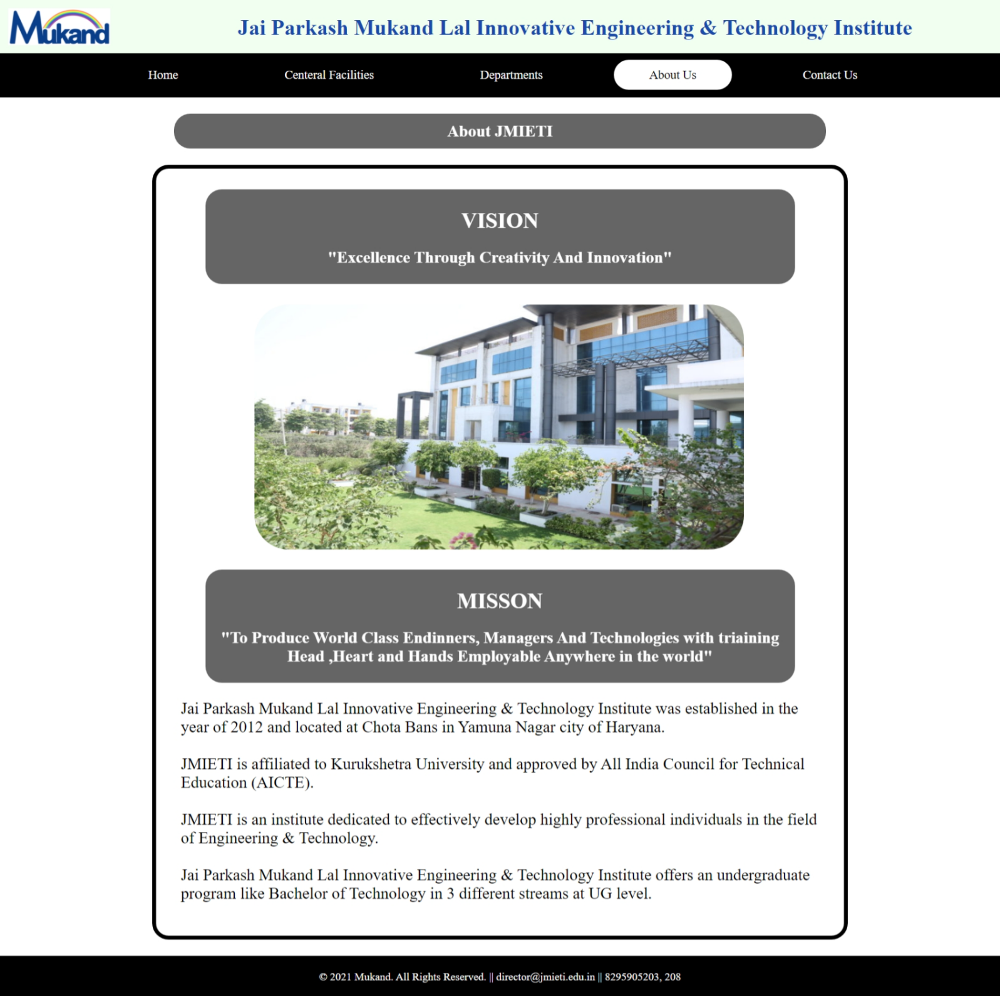 Mukand
Jai Parkash Mukand Lal Innovative Engineering & Technology Institute
Home
Centeral Facilities
Departments
About Us
Contact Us
About JMIETI
VISION
"Excellence Through Creativity And Innovation"
MISSON
"To Produce World Class Endinners, Managers And Technologies with triaining
Head ,Heart and Hands Employable Anywhere in the world"
Jai Parkash Mukand Lal Innovative Engineering & Technology Institute was established in the
year of 2012 and located at Chota Bans in Yamuna Nagar city of Haryana.
JMIETI is affiliated to Kurukshetra University and approved by All India Council for Technical
Education (AICTE).
JMIETI is an institute dedicated to effectively develop highly professional individuals in the field
of Engineering & Technology.
Jai Parkash Mukand Lal Innovative Engineering & Technology Institute offers an undergraduate
program like Bachelor of Technology in 3 different streams at UG level.
© 2021 Mukand. All Rights Reserved. || director@jmieti.edu.in || 8295905203, 208